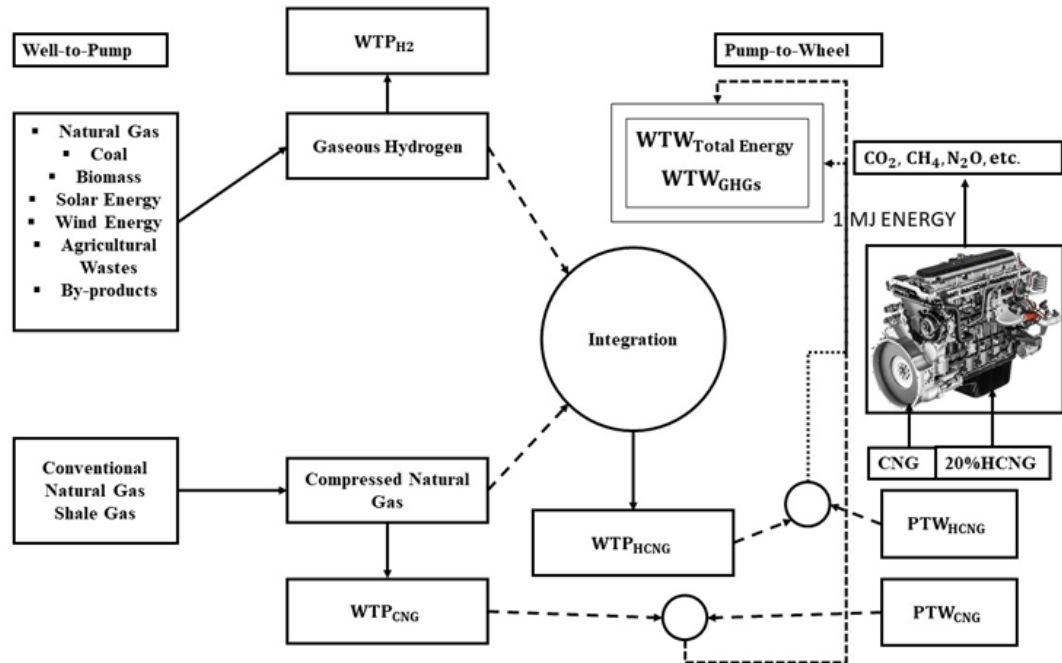 Well-to-Pump
WTP_H2
Pump-to-Wheel
▪ Natural Gas
▪ Coal
▪ Biomass
▪ Solar Energy
▪ Wind Energy
▪ Agricultural
Wastes
▪ By-products
Gaseous Hydrogen
WTW_Total Energy
WTW_GHGs
CO₂, CH₄, N₂O, etc.
1 MJ ENERGY
Integration
Conventional
Natural Gas
Shale Gas
Compressed Natural
Gas
CNG
20%HCNG
WTP_HCNG
PTW_HCNG
WTP_CNG
PTW_CNG